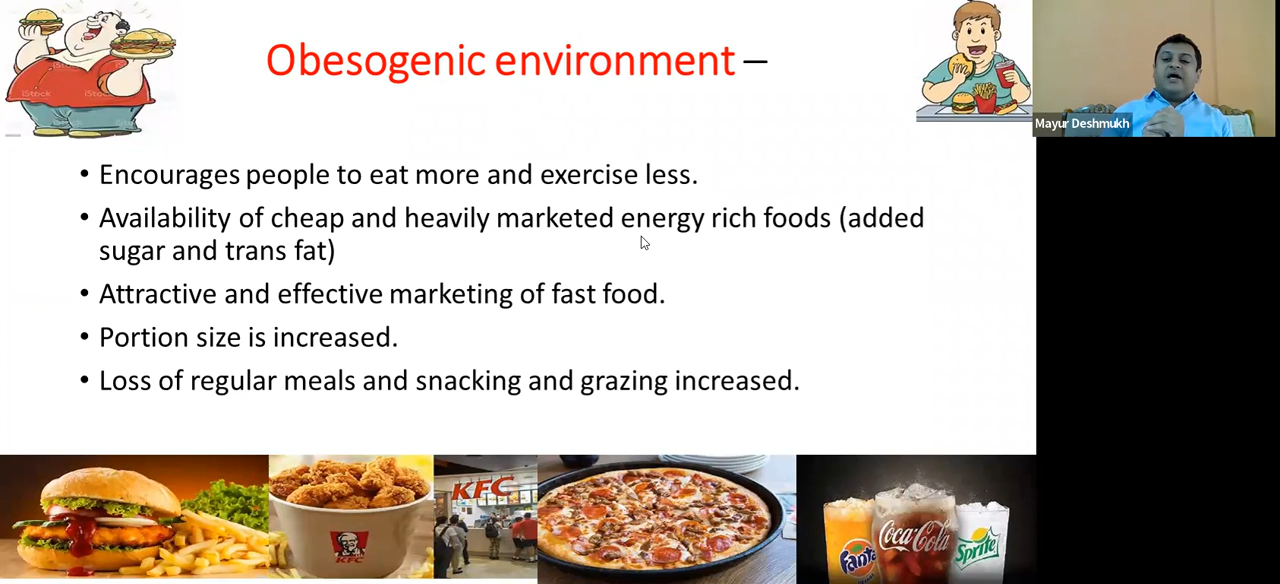 iStock
iStock
Obesogenic environment –
Mayur Deshmukh
• Encourages people to eat more and exercise less.
• Availability of cheap and heavily marketed energy rich foods (added
sugar and trans fat)
• Attractive and effective marketing of fast food.
• Portion size is increased.
• Loss of regular meals and snacking and grazing increased.
KFC
KFC
Fanta
Coca-Cola
Sprite